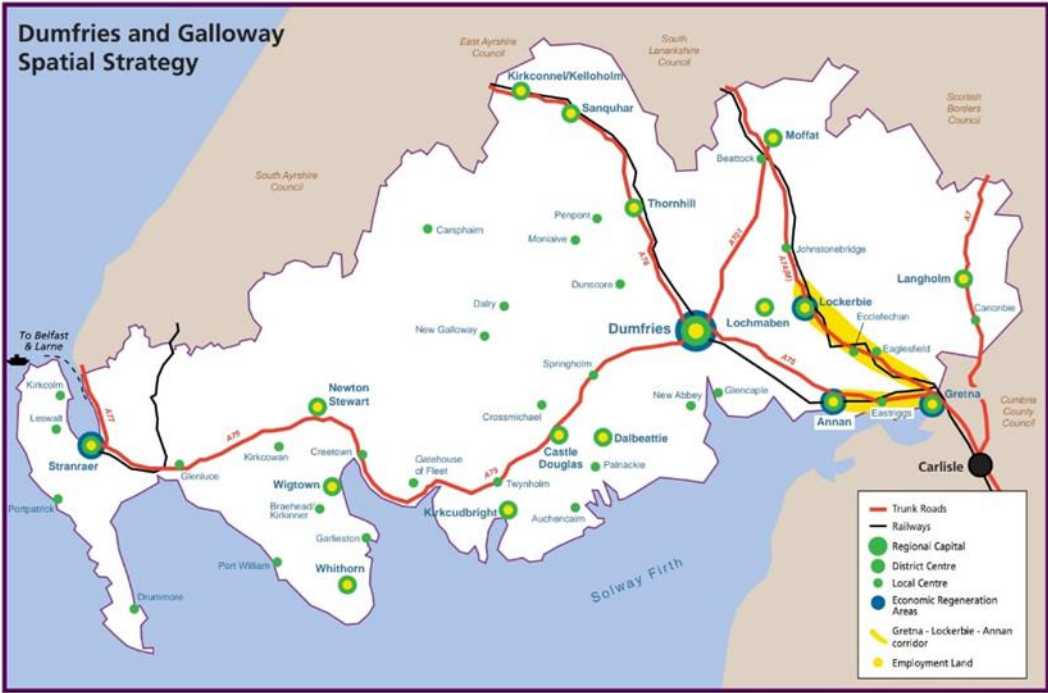 Dumfries and Galloway
Spatial Strategy
East Ayrshire
Council
South
Lanarkshire
Council
Scottish
Borders
Council
South Ayrshire
Council
Cumbria
County
Council
Kirkconnel/Kelloholm
Sanquhar
Moffat
Beattock
Thornhill
Penpont
Moniaive
Carsphairn
A76
A701
A74(M)
A7
Johnstonebridge
Langholm
Canonbie
Dunscore
Dalry
New Galloway
Dumfries
Lochmaben
Lockerbie
Ecclefechan
Eaglesfield
To Belfast
& Larne
Kirkcolm
Leswalt
A77
Stranraer
Portpatrick
Drummore
Glenluce
A75
Newton
Stewart
Kirkcowan
Creetown
Wigtown
Braehead/
Kirkinner
Garlieston
Port William
Whithorn
Gatehouse
of Fleet
A75
Twynholm
Kirkcudbright
Springholm
Crossmichael
Castle
Douglas
Dalbeattie
Palnackie
Auchencairn
New Abbey
Glencaple
A75
Annan
Eastriggs
Gretna
Carlisle
Solway Firth
Trunk Roads
Railways
Regional Capital
District Centre
Local Centre
Economic Regeneration
Areas
Gretna - Lockerbie - Annan
corridor
Employment Land